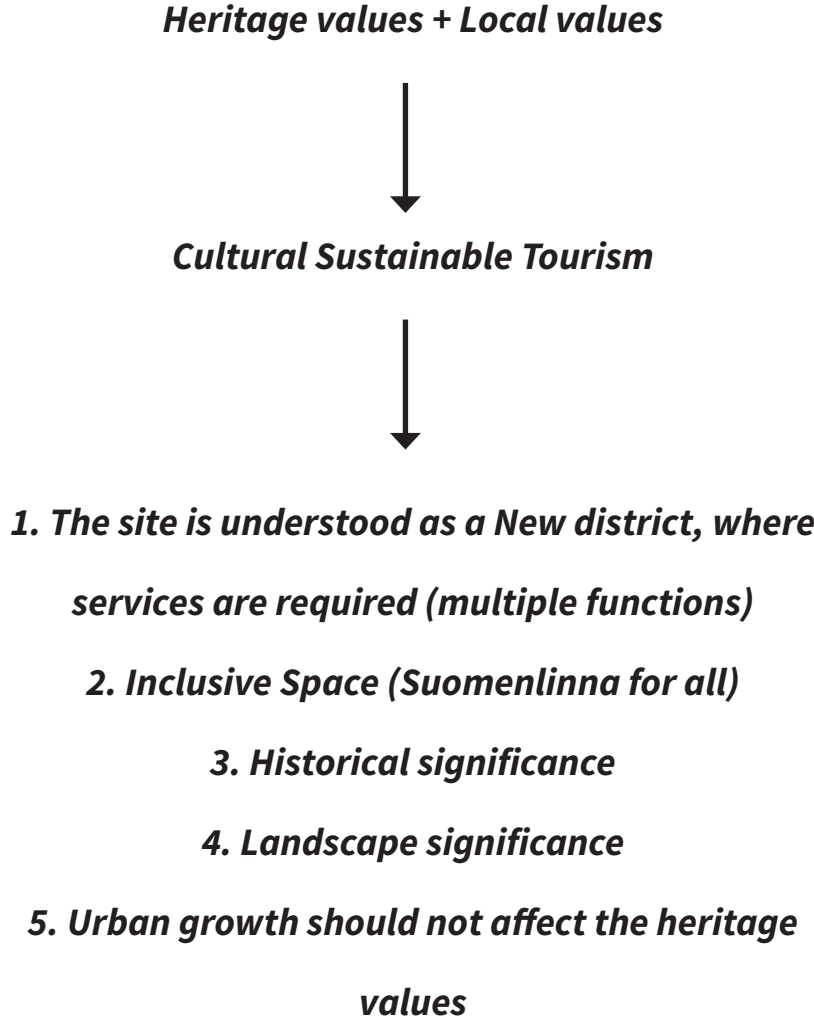 Heritage values + Local values
Cultural Sustainable Tourism
1. The site is understood as a New district, where
services are required (multiple functions)
2. Inclusive Space (Suomenlinna for all)
3. Historical significance
4. Landscape significance
5. Urban growth should not affect the heritage
values